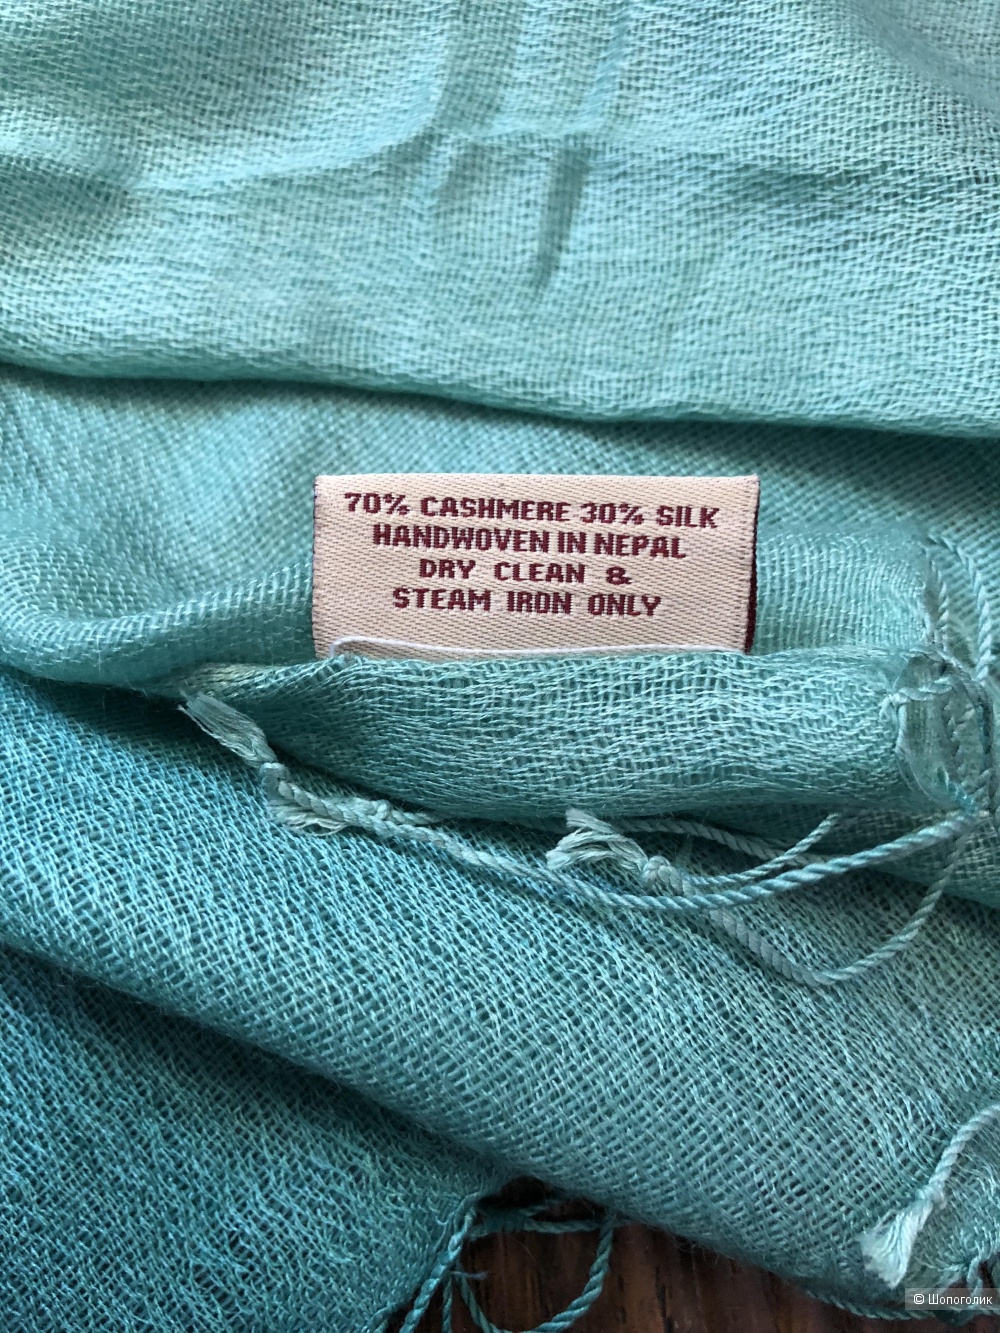 70% CASHMERE 30% SILK
HANDWOVEN IN NEPAL
DRY CLEAN &
STEAM IRON ONLY
© Шопоголик